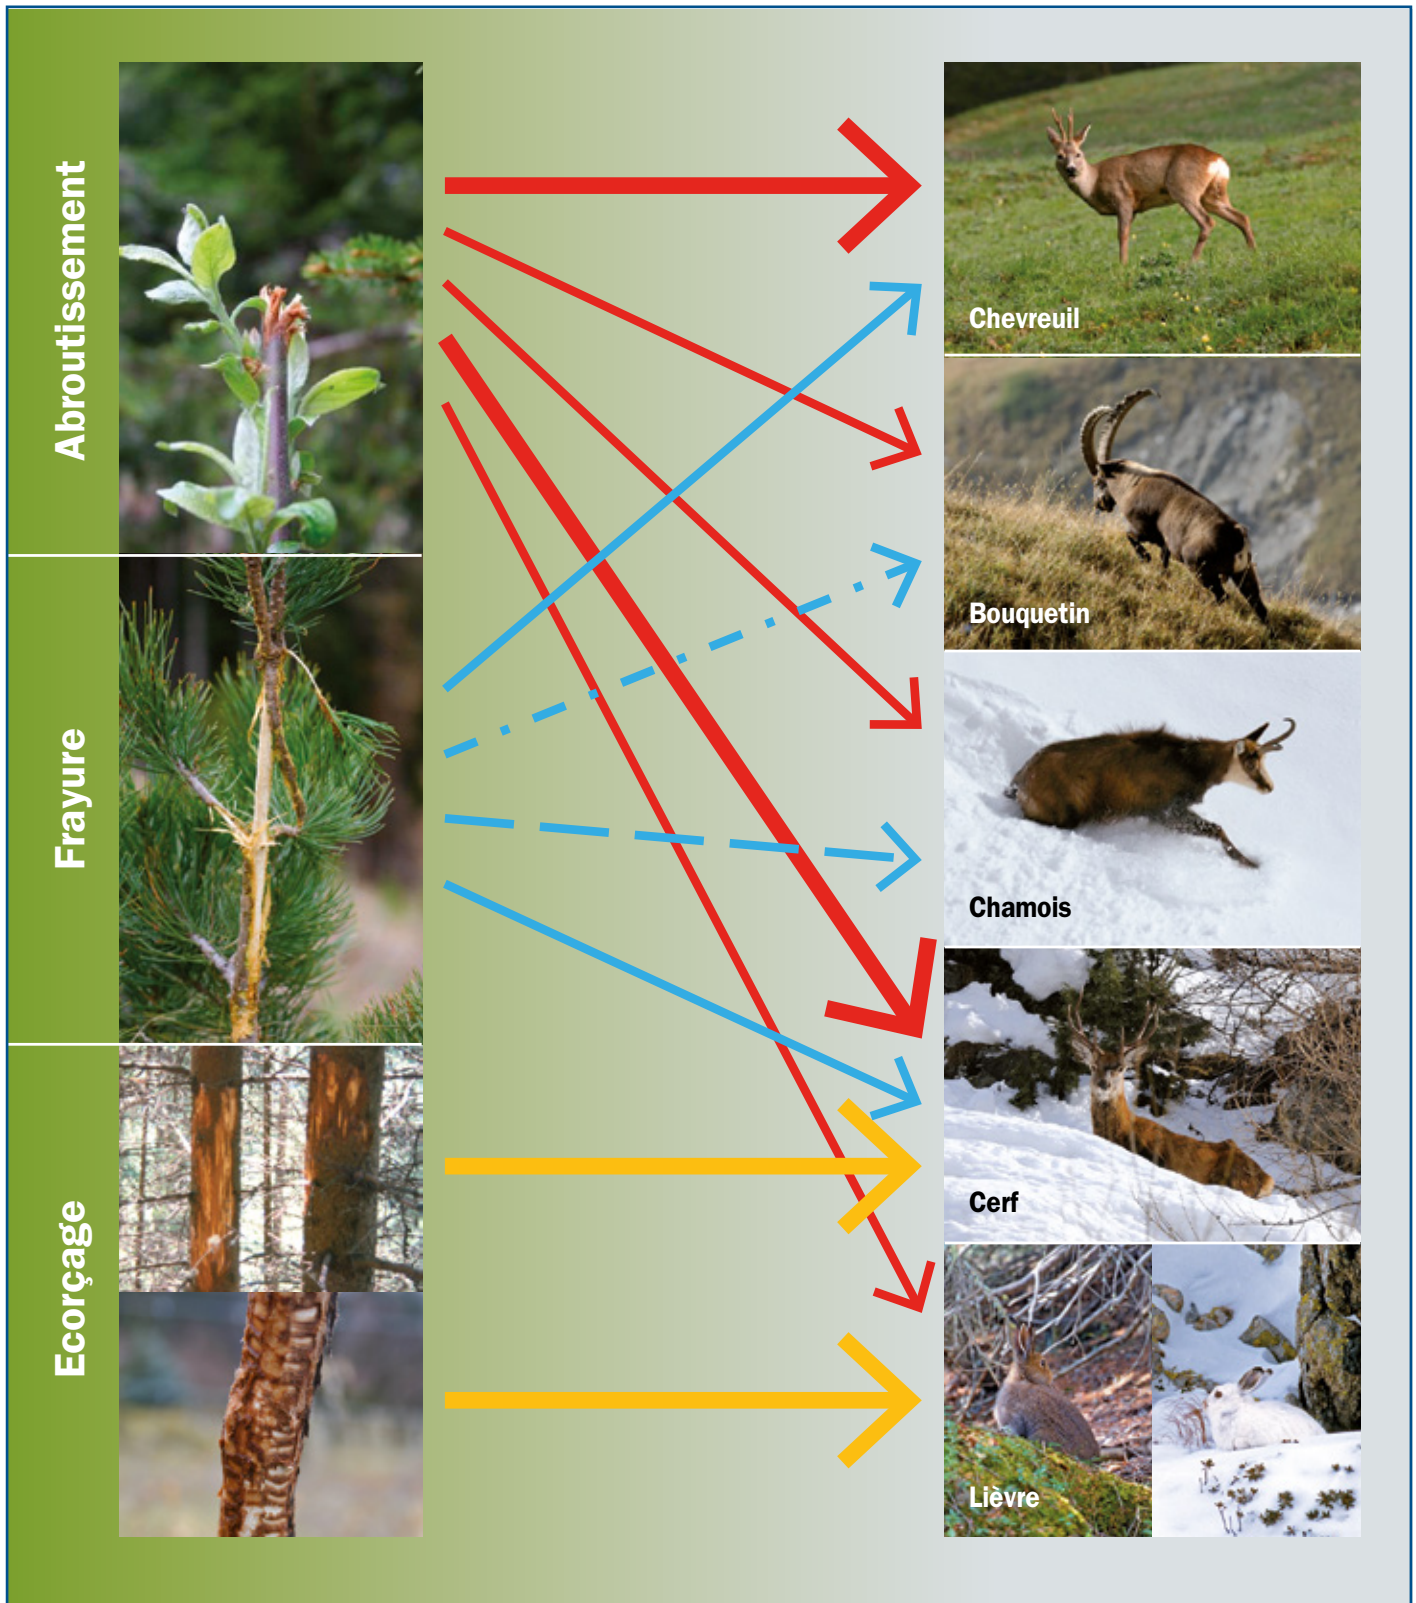 Abroutissement
Frayure
Ecorçage
Chevreuil
Bouquetin
Chamois
Cerf
Lièvre